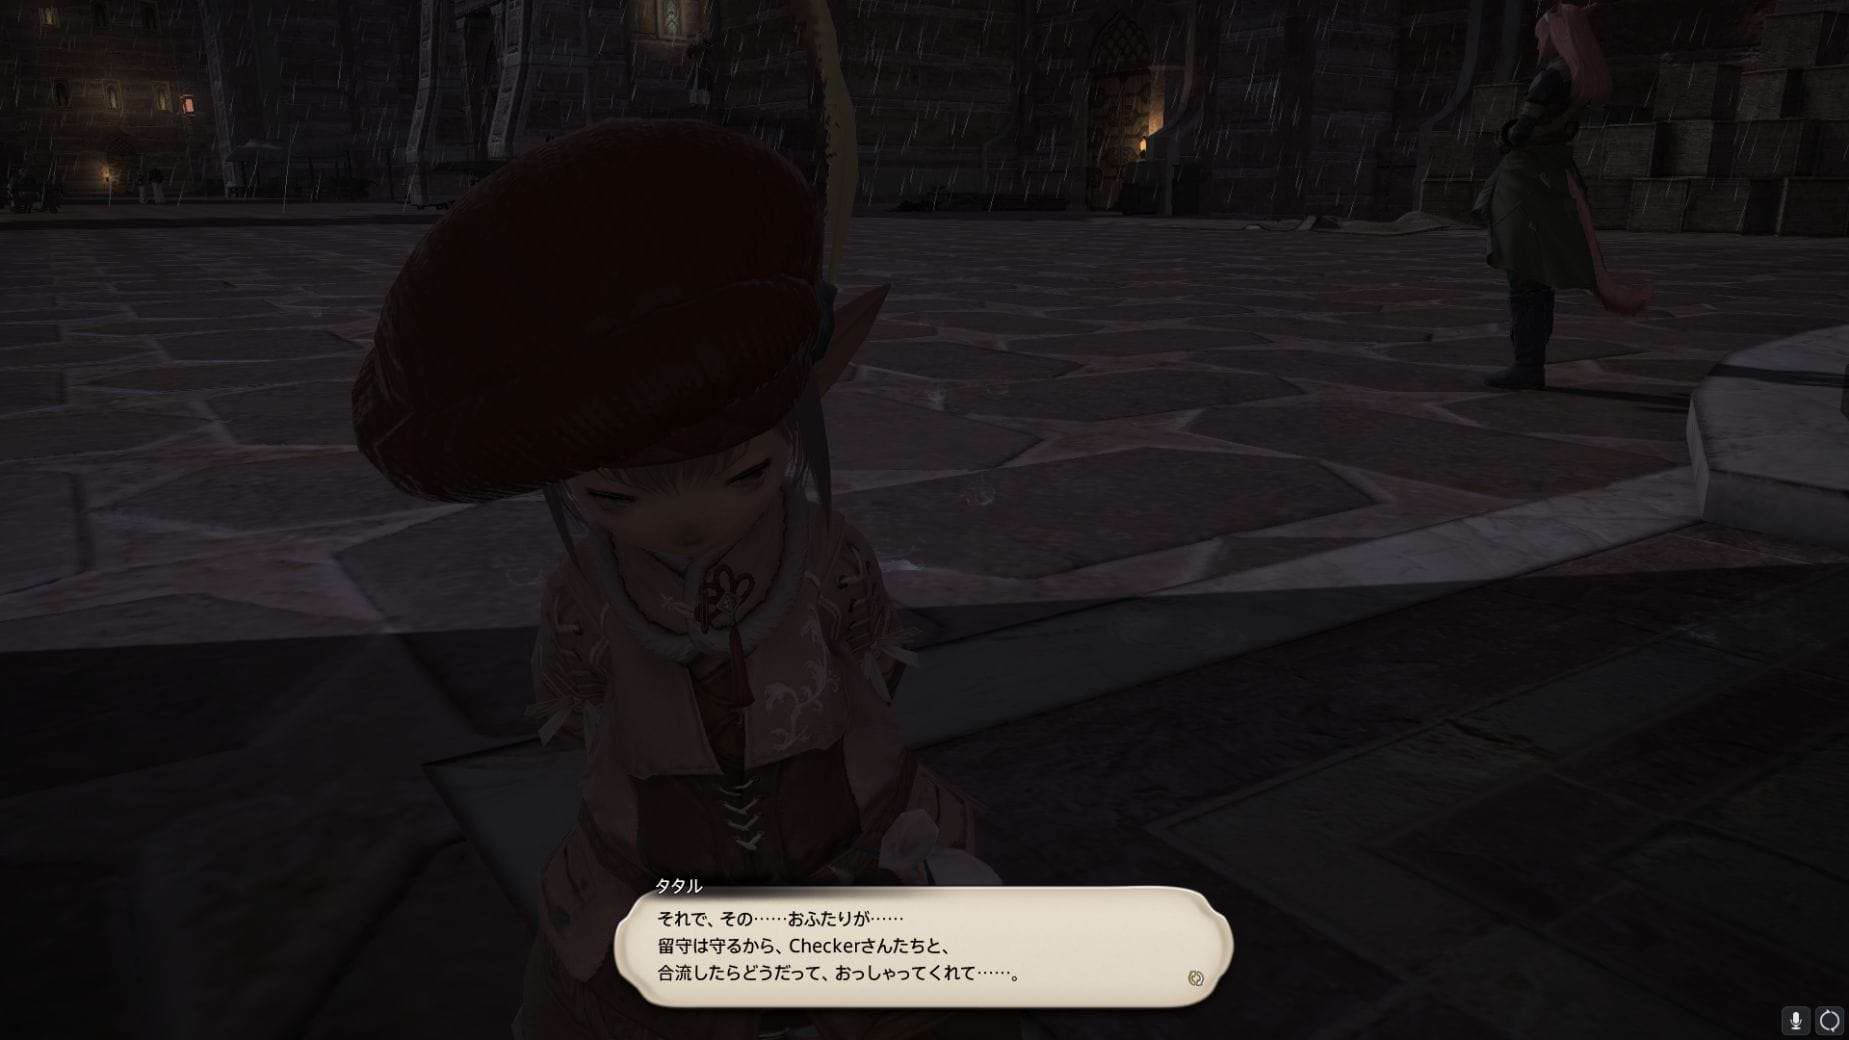 タタル
それで、その……おふたりが……
留守は守るから、Checkerさんたちと、
合流したらどうだって、おっしゃってくれて……。